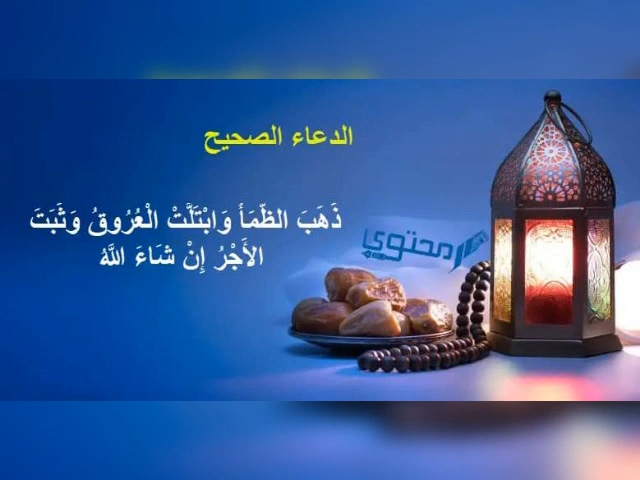 الدعاء الصحيح
ذَهَبَ الظّمَأ وَابْتَلَّتْ الْعُرُوقُ وَثَبَتَ
الأَجْرُ إِنْ شَاءَ اللَّهُ
محتوى